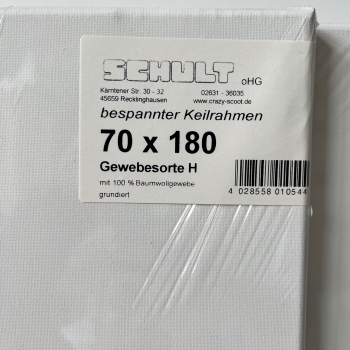 SCHULT oHG
Kärntener Str. 30 - 32 02631 - 36035
45659 Recklinghausen www.crazy-scoot.de
bespannter Keilrahmen
70 x 180
Gewebesorte H
mit 100 % Baumwollgewebe
grundiert
4 028558 010544